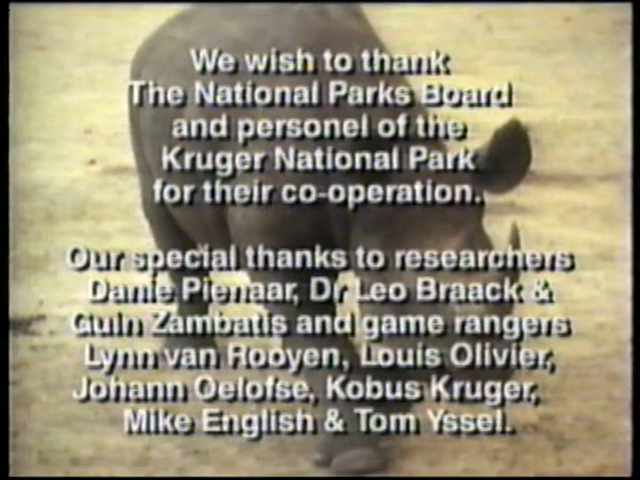 We wish to thank
The National Parks Board
and personel of the
Kruger National Park
for their co-operation.
Our special thanks to researchers
Danie Pienaar, Dr Leo Braack &
Guin Zambatis and game rangers
Lynn van Rooyen, Louis Olivier,
Johann Oelofse, Kobus Kruger,
Mike English & Tom Yssel.